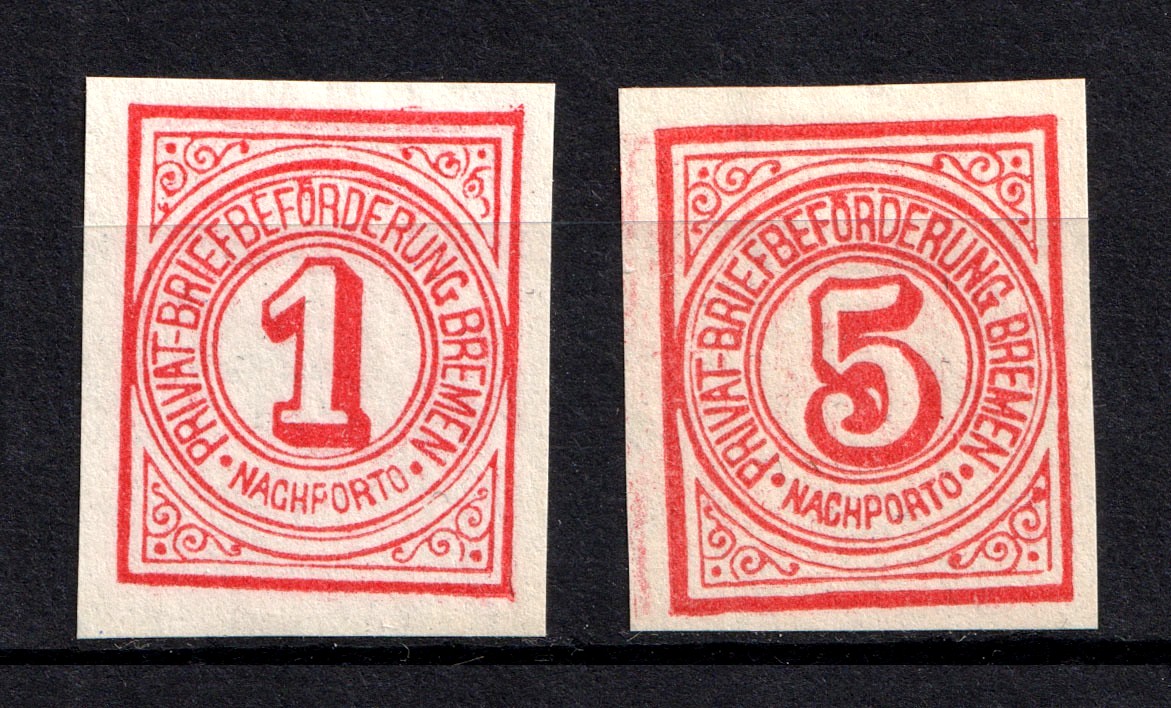 PRIVAT-BRIEFBEFÖRDERUNG BREMEN
1
• NACHPORTO •
PRIVAT-BRIEFBEFÖRDERUNG BREMEN
5
• NACHPORTO •